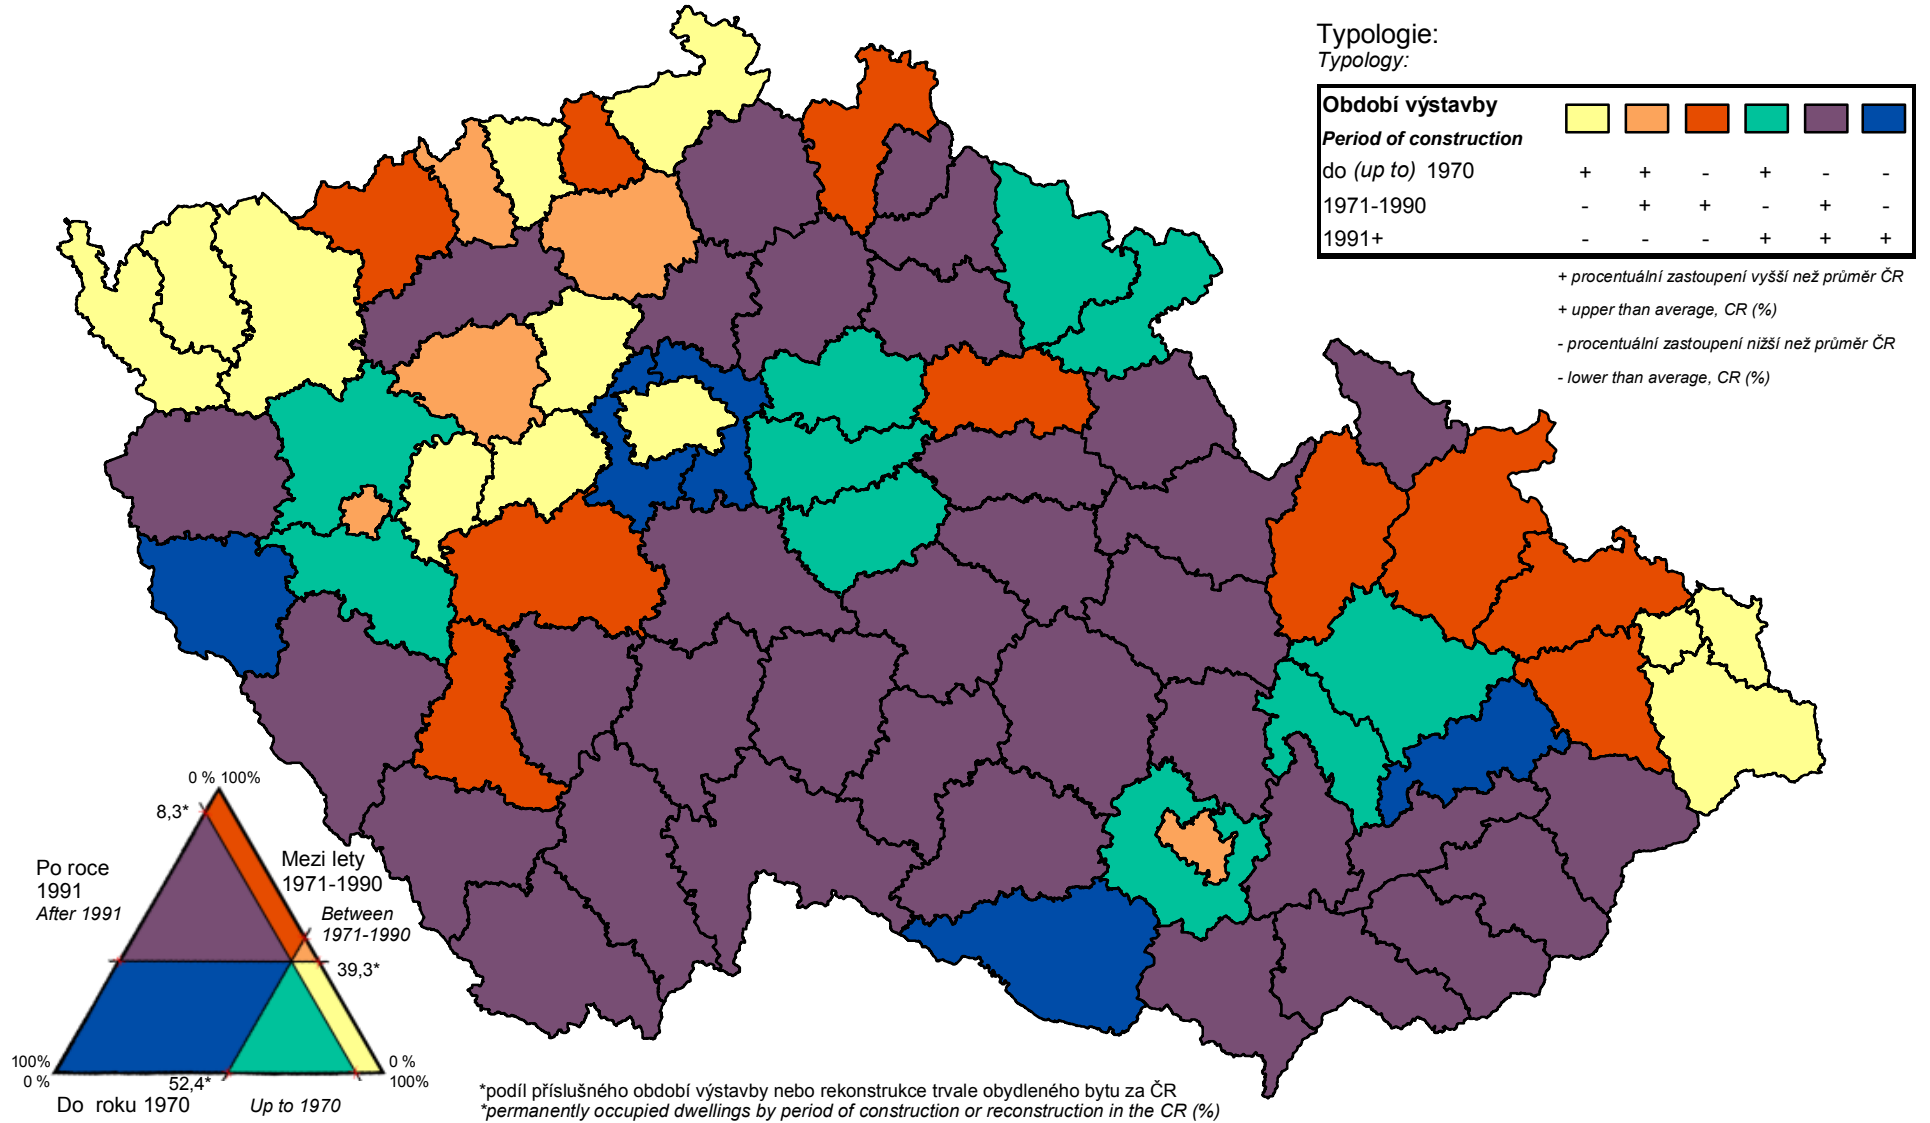 Typologie:
Typology:
Období výstavby
Period of construction
do (up to) 1970 + + - + - -
1971-1990 - + + - + -
1991+ - - - + + +
+ procentuální zastoupení vyšší než průměr ČR
+ upper than average, CR (%)
- procentuální zastoupení nižší než průměr ČR
- lower than average, CR (%)
0 % 100%
8,3*
Po roce
1991
After 1991
Mezi lety
1971-1990
Between
1971-1990
39,3*
100%
0 %
52,4*
0 %
100%
Do roku 1970
Up to 1970
*podíl příslušného období výstavby nebo rekonstrukce trvale obydleného bytu za ČR
*permanently occupied dwellings by period of construction or reconstruction in the CR (%)